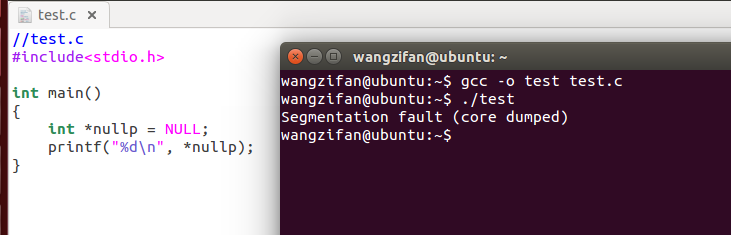 test.c
//test.c
#include<stdio.h>
int main()
{
    int *nullp = NULL;
    printf("%d\n", *nullp);
}
wangzifan@ubuntu: ~
wangzifan@ubuntu:~$ gcc -o test test.c
wangzifan@ubuntu:~$ ./test
Segmentation fault (core dumped)
wangzifan@ubuntu:~$